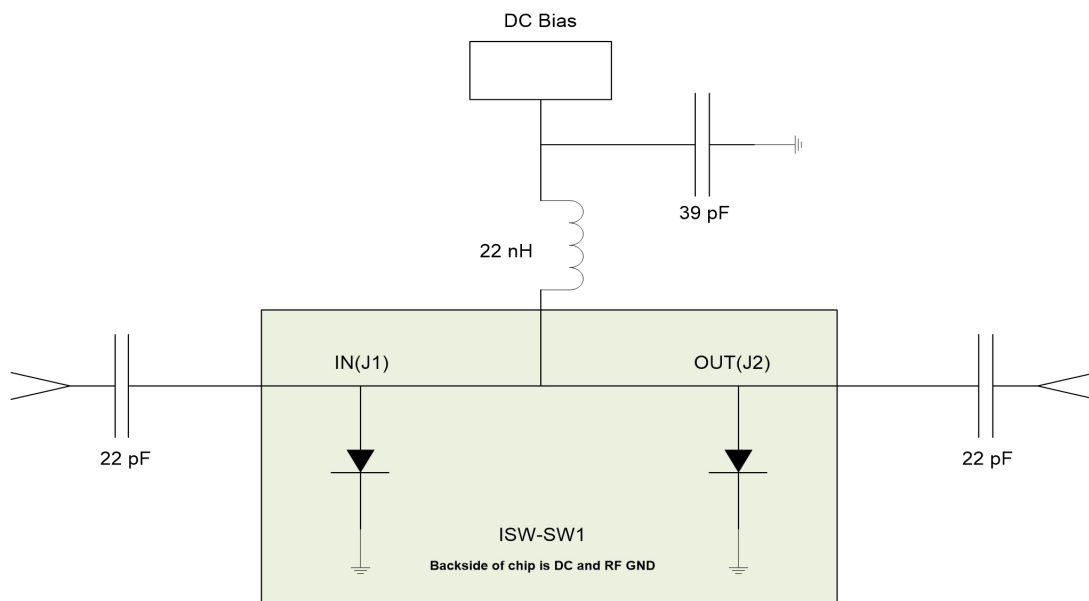 DC Bias
39 pF
22 nH
IN(J1)
OUT(J2)
22 pF
22 pF
ISW-SW1
Backside of chip is DC and RF GND